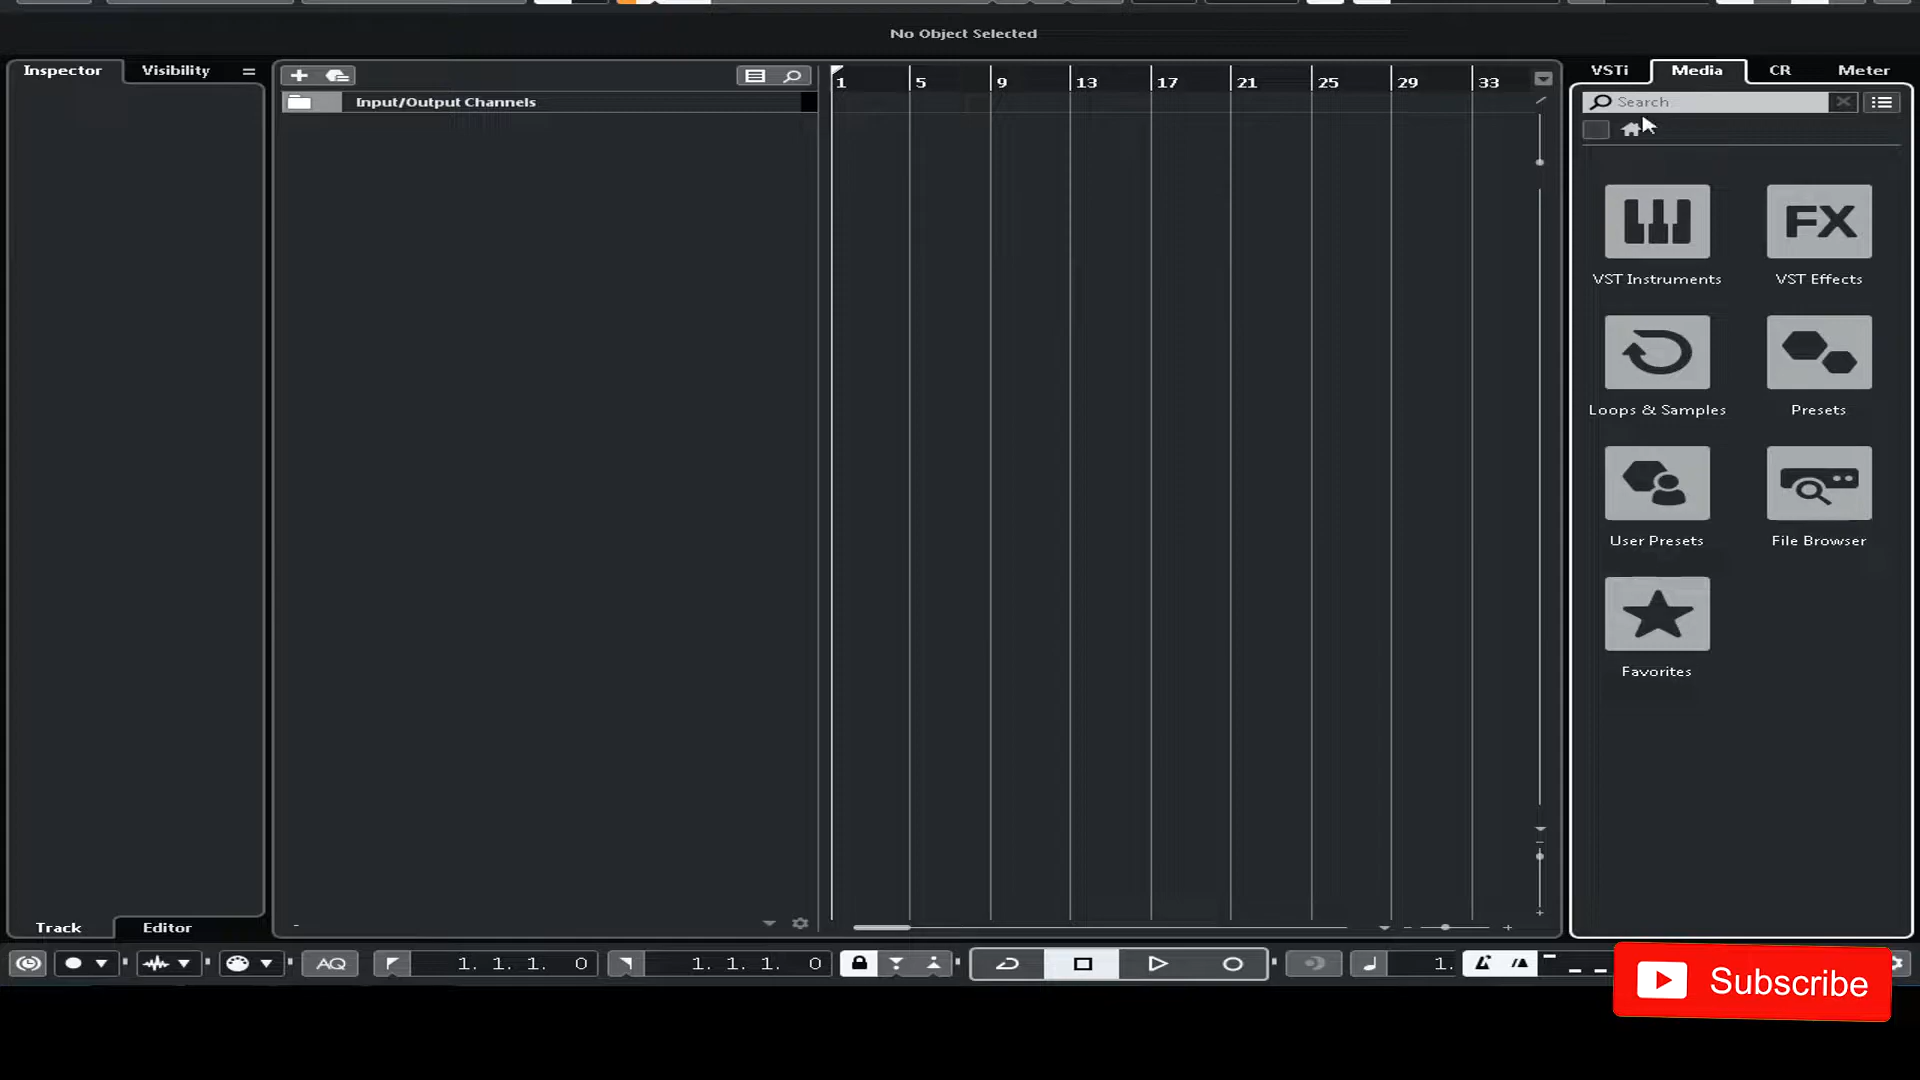 No Object Selected
Inspector
Visibility
Input/Output Channels
1 5 9 13 17 21 25 29 33
VSTi
Media
CR
Meter
Search
VST Instruments
FX
VST Effects
Loops & Samples
Presets
User Presets
File Browser
Favorites
Track
Editor
AQ
1. 1. 1. 0
1. 1. 1. 0
1.
Subscribe